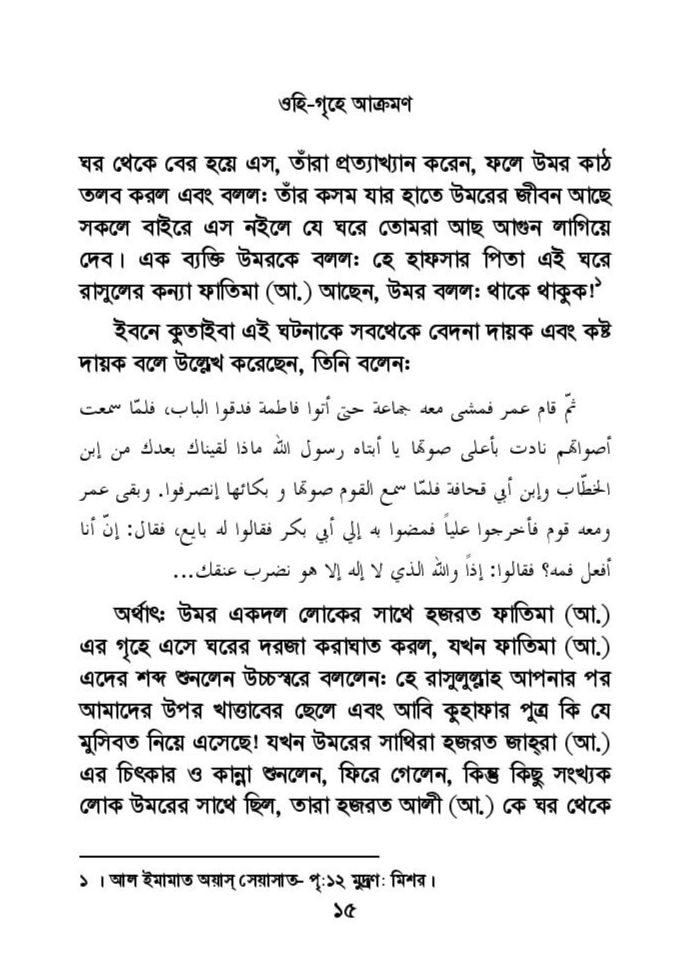 ওহি-গৃহে আক্রমণ
ঘর থেকে বের হয়ে এস, তাঁরা প্রত্যাখ্যান করেন, ফলে উমর কাঠ
তলব করল এবং বলল: তাঁর কসম যার হাতে উমরের জীবন আছে
সকলে বাইরে এস নইলে যে ঘরে তোমরা আছ আগুন লাগিয়ে
দেব। এক ব্যক্তি উমরকে বলল: হে হাফসার পিতা এই ঘরে
রাসুলের কন্যা ফাতিমা (আ.) আছেন, উমর বলল: থাকে থাকুক!১
ইবনে কুতাইবা এই ঘটনাকে সবথেকে বেদনা দায়ক এবং কষ্ট
দায়ক বলে উল্লেখ করেছেন, তিনি বলেন:
ثمّ قام عمر فمشى معه جماعة حتى أتوا فاطمة فدقوا الباب، فلمّا سمعت
أصواتهم نادت بأعلى صوتها يا أبتاه رسول الله ماذا لقيناك بعدك من إبن
الخطّاب وإبن أبي قحافة فلمّا سمع القوم صوتها و بكائها إنصرفوا. وبقى عمر
ومعه قوم فأخرجوا علياً فمضوا به إلي أبي بكر فقالوا له بايع، فقال: إنّ أنا
أفعل فمه؟ فقالوا: إذاً والله الذي لا إله إلا هو نضرب عنقك...
অর্থাৎ: উমর একদল লোকের সাথে হজরত ফাতিমা (আ.)
এর গৃহে এসে ঘরের দরজা করাঘাত করল, যখন ফাতিমা (আ.)
এদের শব্দ শুনলেন উচ্চস্বরে বললেন: হে রাসুলুল্লাহ আপনার পর
আমাদের উপর খাত্তাবের ছেলে এবং আবি কুহাফার পুত্র কি যে
মুসিবত নিয়ে এসেছে! যখন উমরের সাথিরা হজরত জাহ্‌রা (আ.)
এর চিৎকার ও কান্না শুনলেন, ফিরে গেলেন, কিন্তু কিছু সংখ্যক
লোক উমরের সাথে ছিল, তারা হজরত আলী (আ.) কে ঘর থেকে
১ । আল ইমামাত অয়াস্ সেয়াসাত- পৃ:১২ মুদ্রণ: মিশর।
১৫